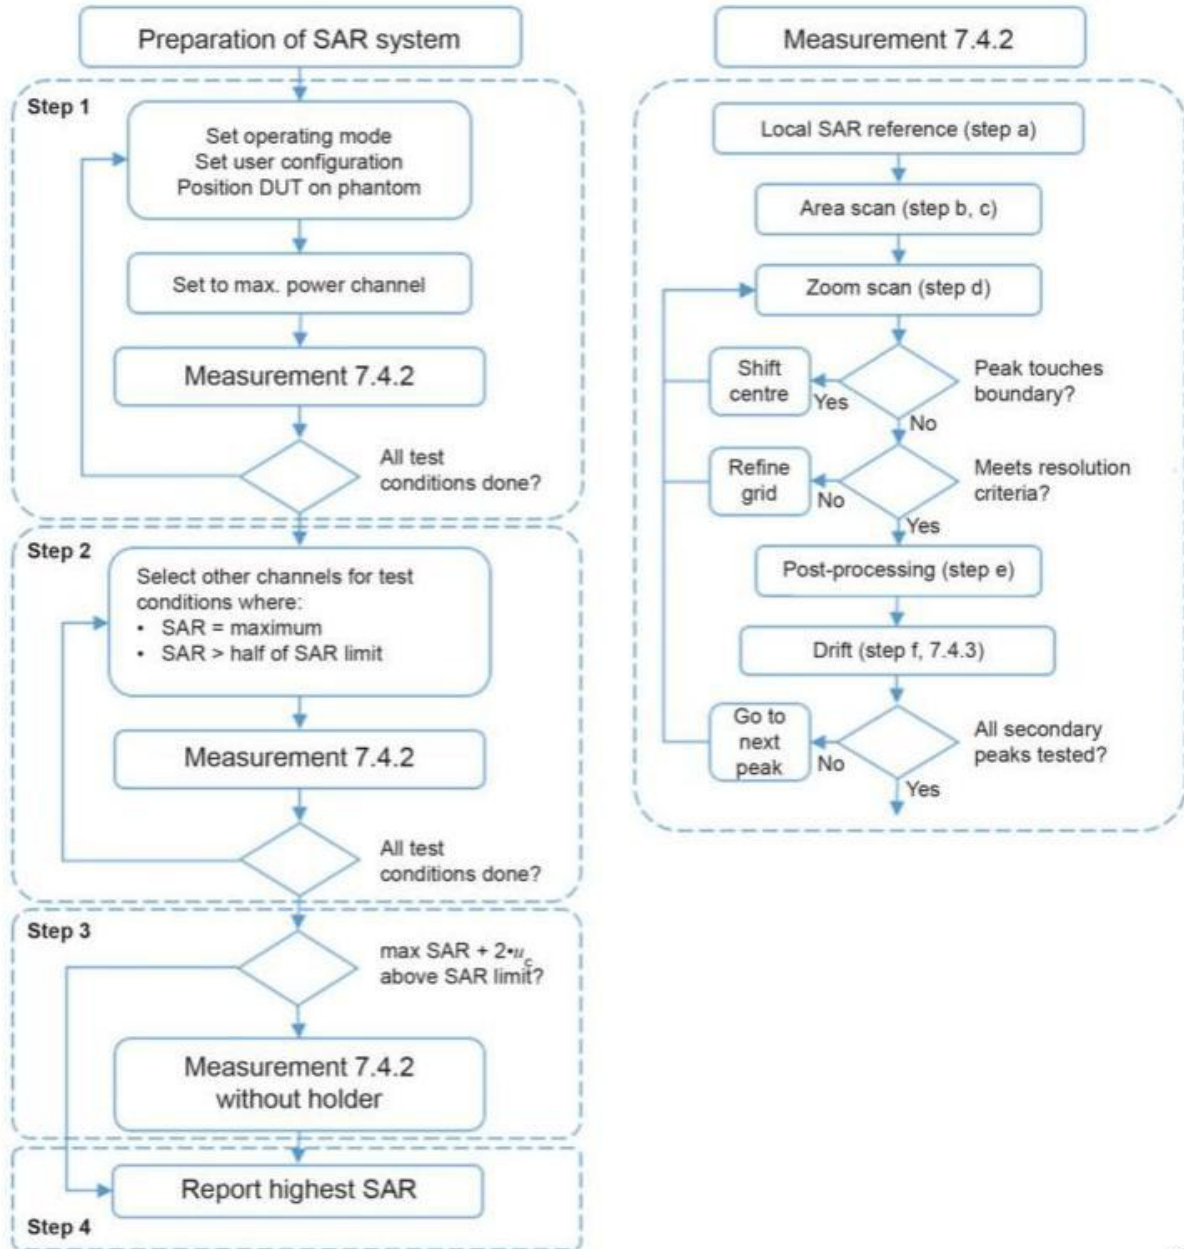 Preparation of SAR system
Step 1
Set operating mode
Set user configuration
Position DUT on phantom
Set to max. power channel
Measurement 7.4.2
All test
conditions done?
Step 2
Select other channels for test
conditions where:
• SAR = maximum
• SAR > half of SAR limit
Measurement 7.4.2
All test
conditions done?
Step 3
max SAR + 2•u_c
above SAR limit?
Measurement 7.4.2
without holder
Report highest SAR
Step 4
Measurement 7.4.2
Local SAR reference (step a)
Area scan (step b, c)
Zoom scan (step d)
Shift
centre
Yes
Peak touches
boundary?
No
Refine
grid
No
Meets resolution
criteria?
Yes
Post-processing (step e)
Drift (step f, 7.4.3)
Go to
next
peak
No
All secondary
peaks tested?
Yes